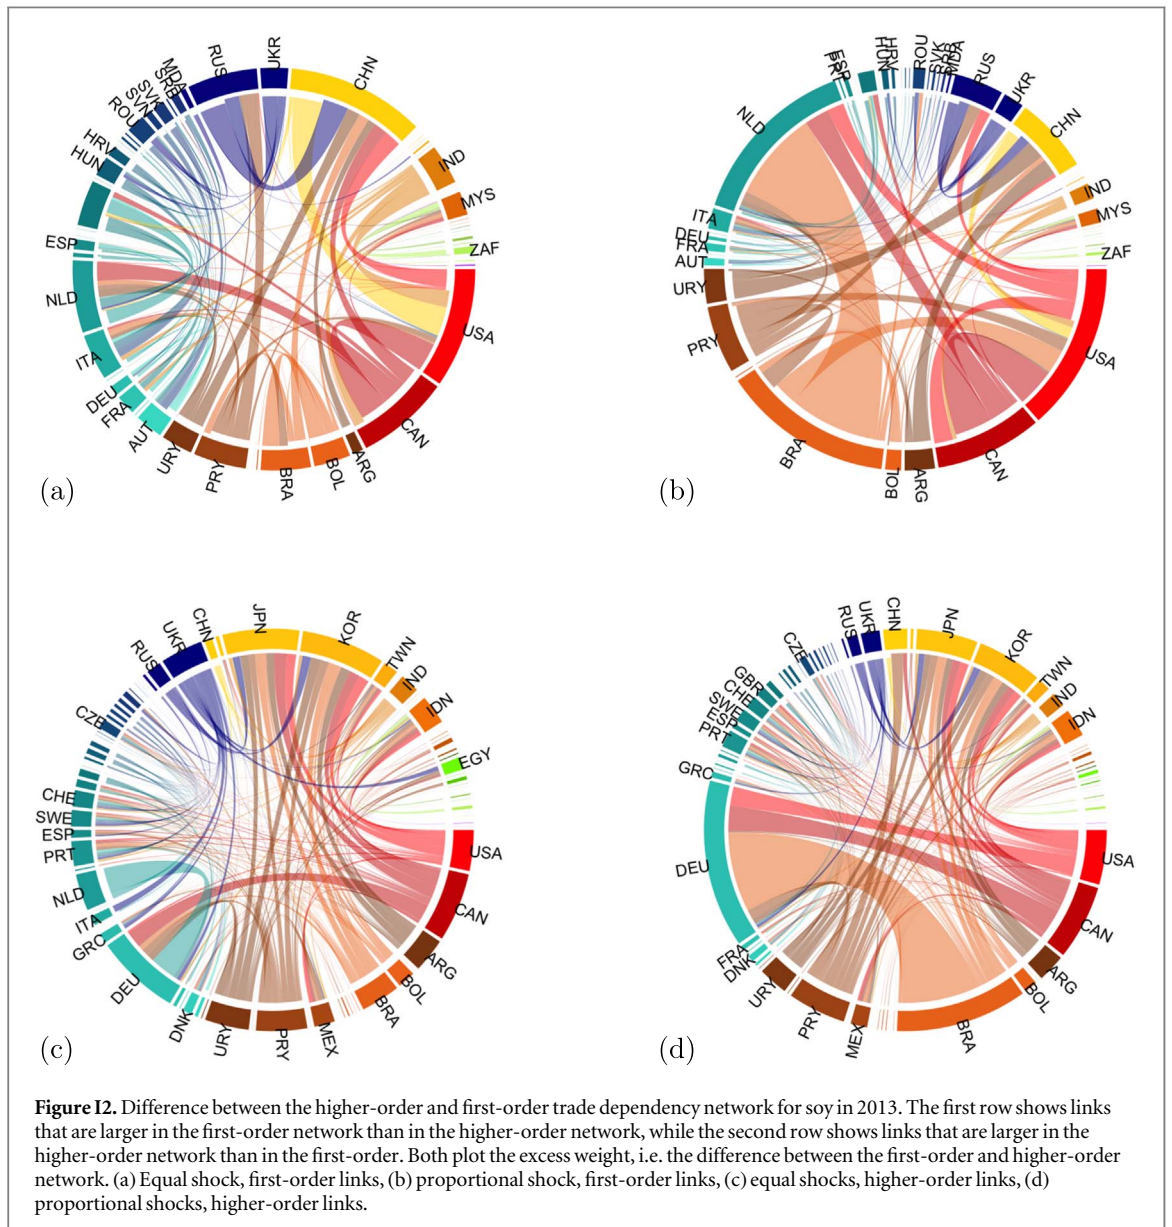 RUS
UKR
CHN
IND
MYS
ZAF
USA
CAN
ARG
BOL
BRA
PRY
URY
AUT
FRA
DEU
ITA
NLD
ESP
HUN
HRV
ROU
SVN
SVK
SRB
MDA
(a)
ESP
HUN
HRV
ROU
SVK
SRB
MDA
RUS
UKR
CHN
IND
MYS
ZAF
USA
CAN
ARG
BOL
BRA
PRY
URY
AUT
FRA
DEU
ITA
NLD
(b)
RUS
UKR
CHN
JPN
KOR
TWN
IND
IDN
EGY
USA
CAN
ARG
BOL
BRA
MEX
PRY
URY
DNK
DEU
GRC
ITA
NLD
PRT
ESP
SWE
CHE
CZE
(c)
RUS
UKR
CHN
JPN
KOR
TWN
IND
IDN
USA
CAN
ARG
BOL
BRA
MEX
PRY
URY
DNK
FRA
DEU
GRC
PRT
ESP
SWE
CHE
GBR
CZE
(d)
Figure I2. Difference between the higher-order and first-order trade dependency network for soy in 2013. The first row shows links
that are larger in the first-order network than in the higher-order network, while the second row shows links that are larger in the
higher-order network than in the first-order. Both plot the excess weight, i.e. the difference between the first-order and higher-order
network. (a) Equal shock, first-order links, (b) proportional shock, first-order links, (c) equal shocks, higher-order links, (d)
proportional shocks, higher-order links.